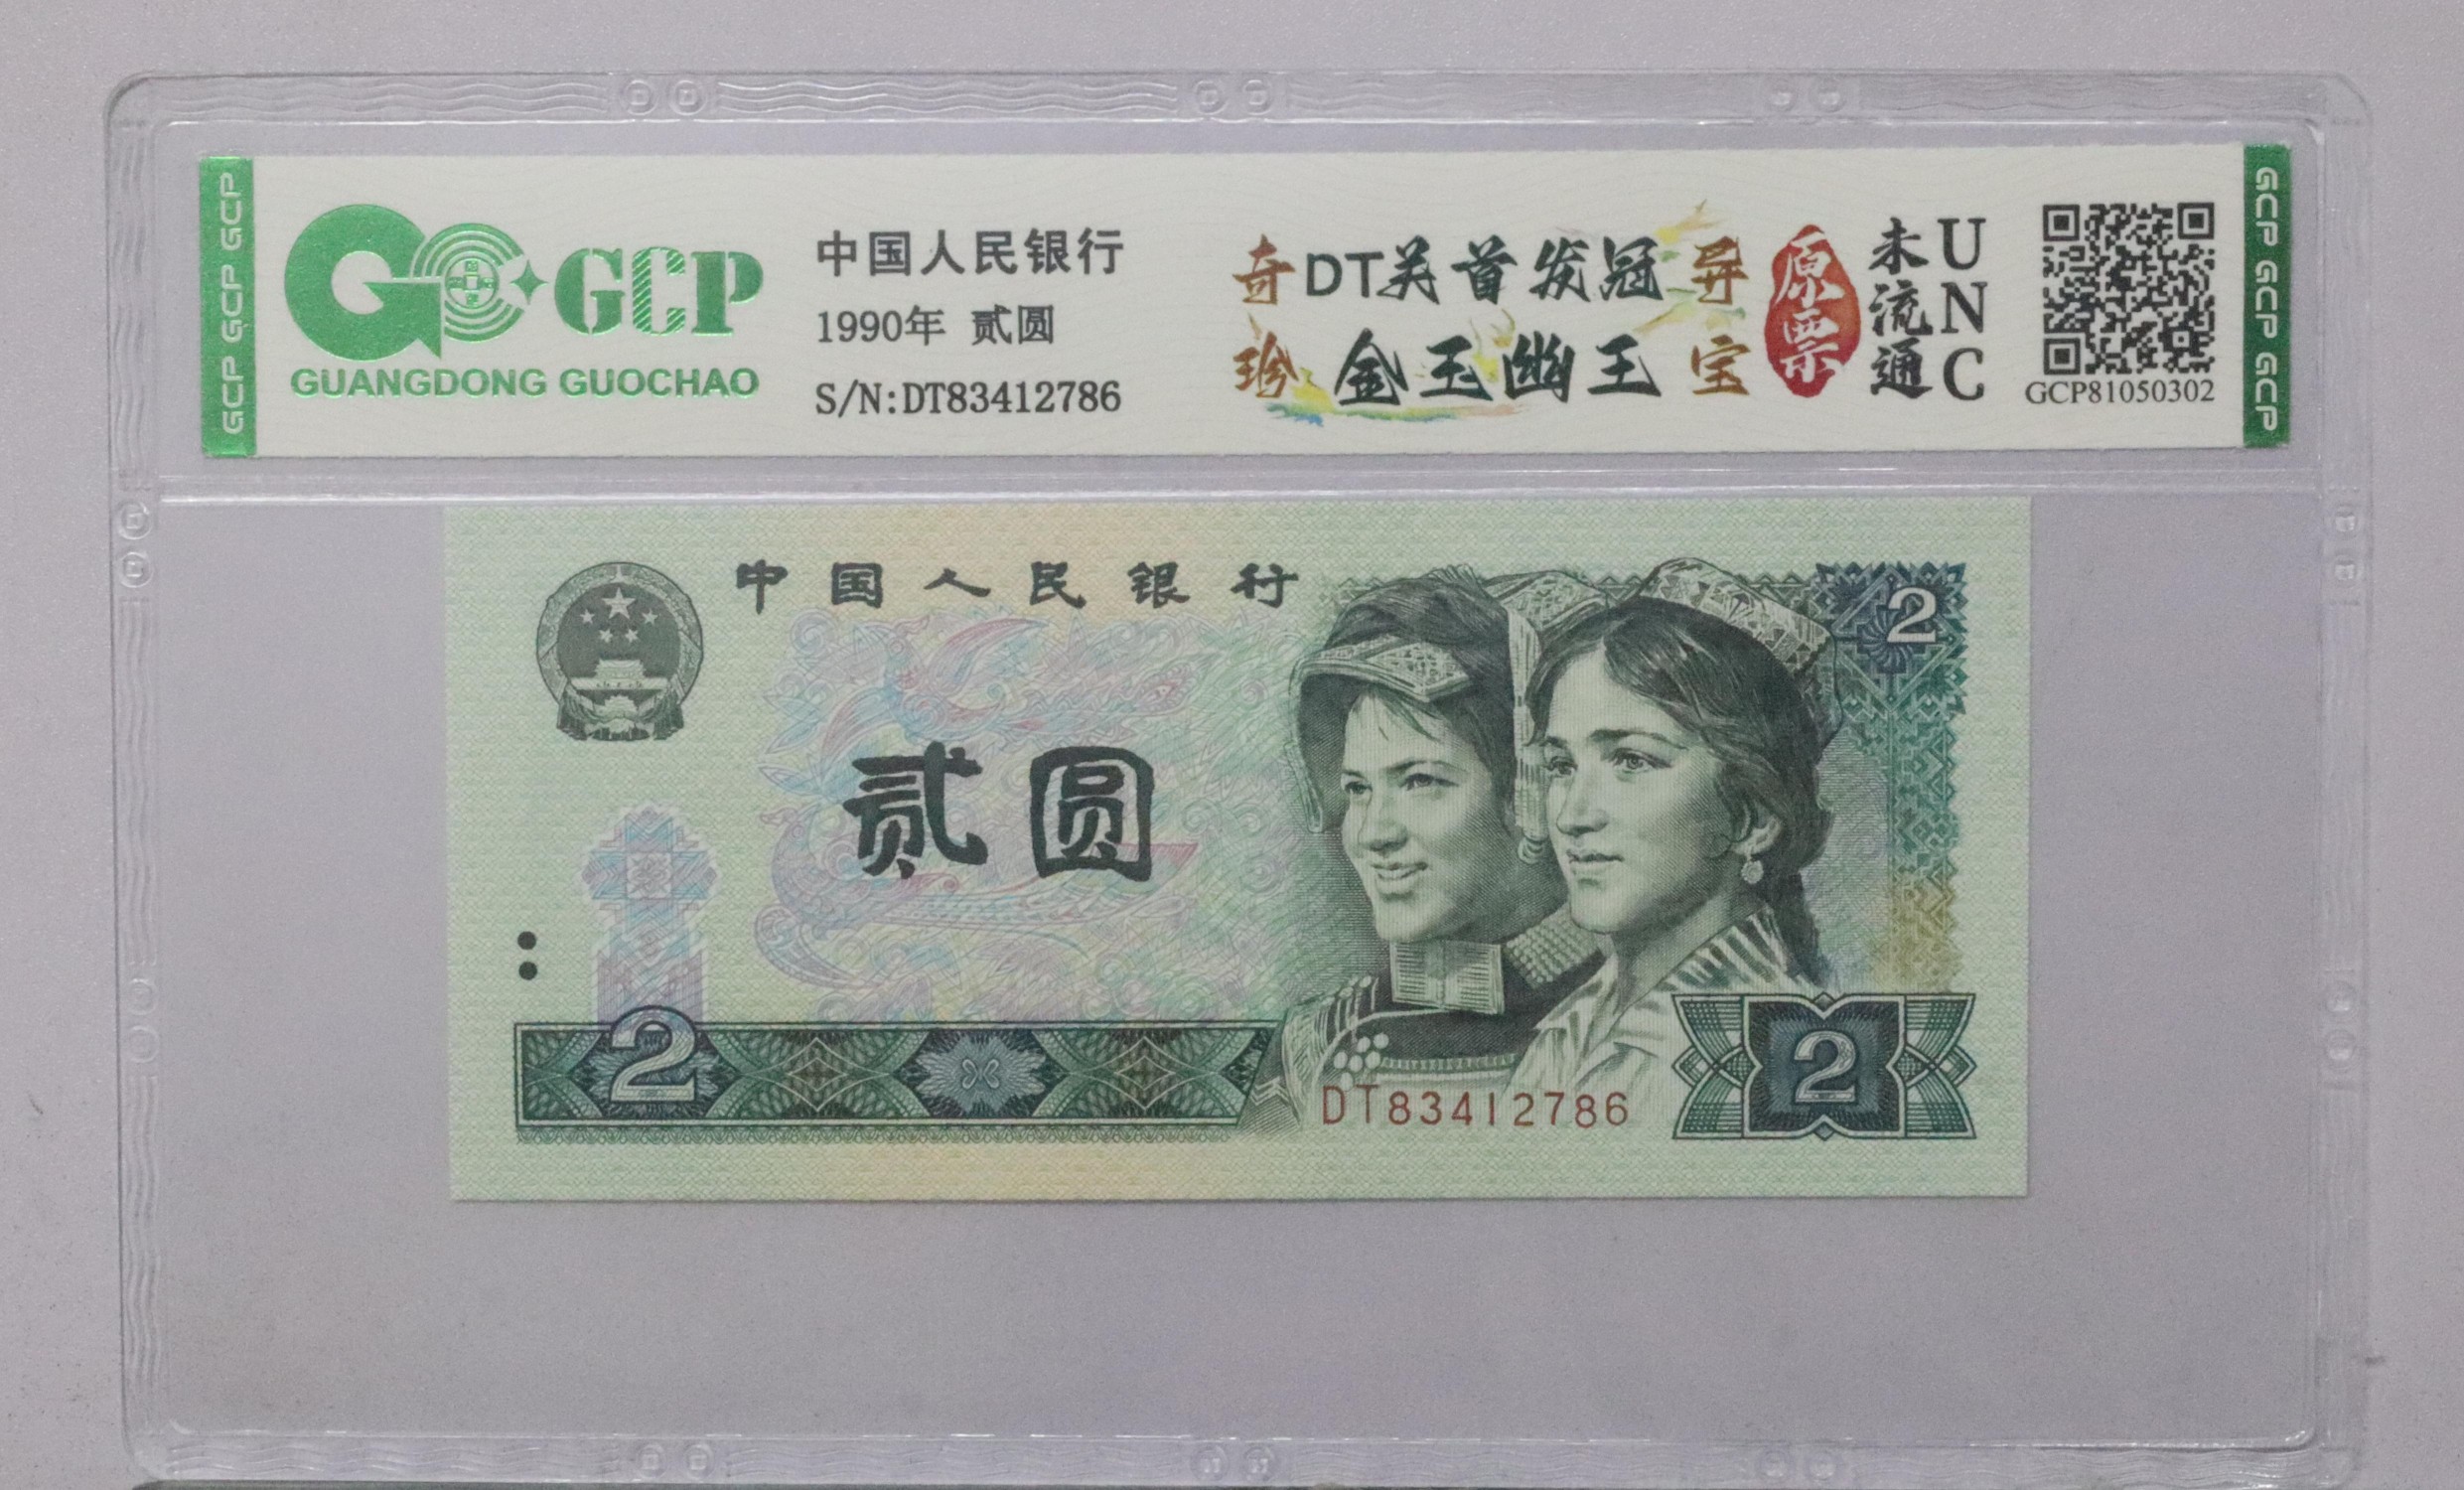 GCP GCP GCP
GCP
GUANGDONG GUOCHAO
中国人民银行
1990年 贰圆
S/N:DT83412786
奇DT关首发冠异
珍金玉幽王宝
原票
未流通
UNC
GCP81050302
GCP GCP GCP
中国人民银行
2
贰圆
2
DT83412786
2